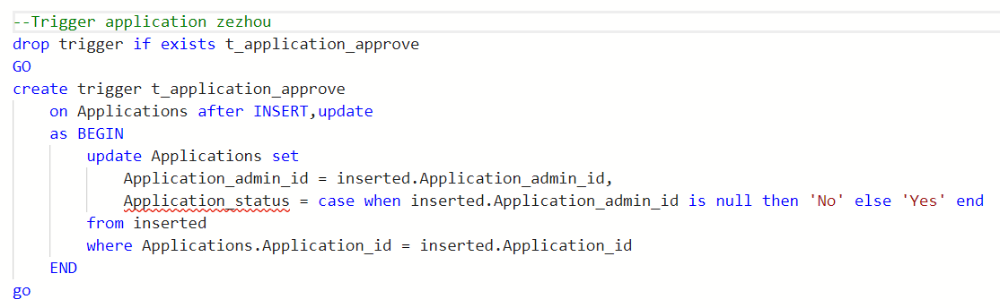 --Trigger application zezhou
drop trigger if exists t_application_approve
GO
create trigger t_application_approve
    on Applications after INSERT,update
    as BEGIN
        update Applications set
            Application_admin_id = inserted.Application_admin_id,
            Application_status = case when inserted.Application_admin_id is null then 'No' else 'Yes' end
        from inserted
        where Applications.Application_id = inserted.Application_id
    END
go